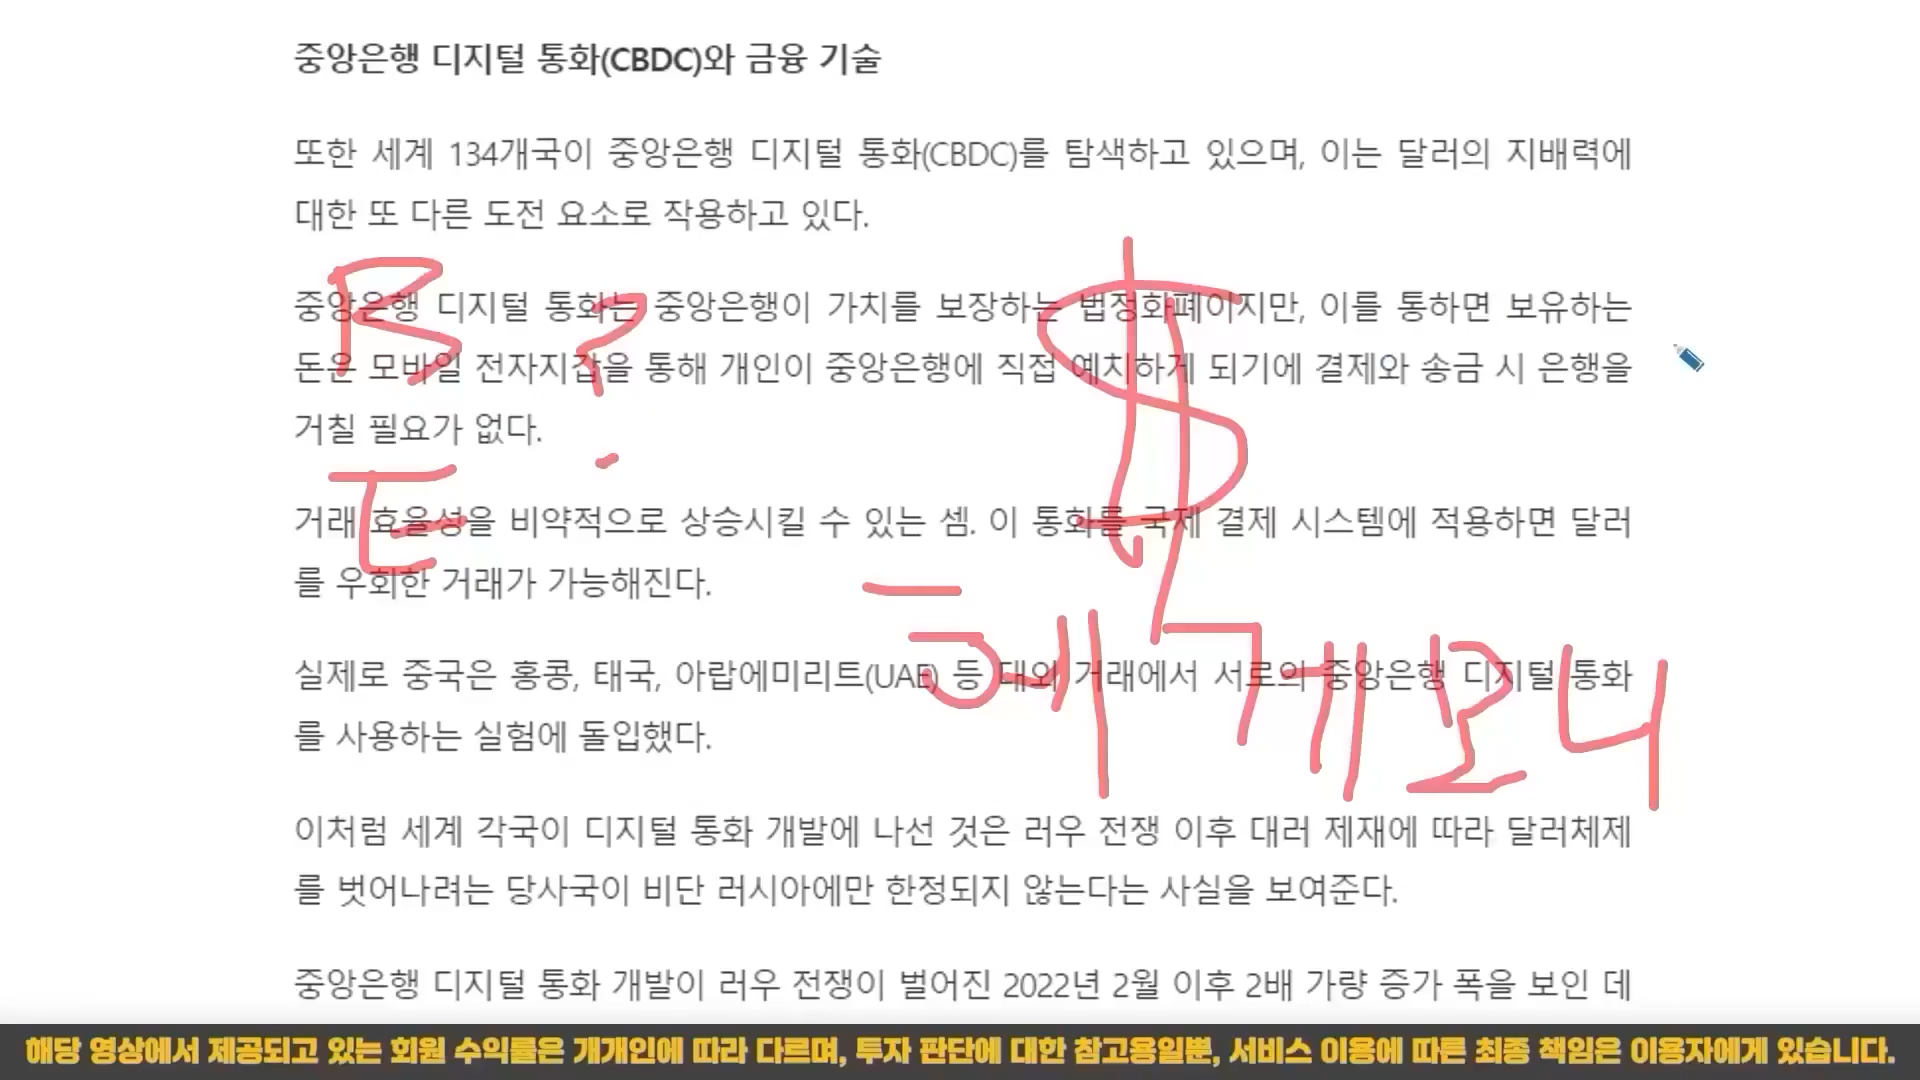 중앙은행 디지털 통화(CBDC)와 금융 기술
또한 세계 134개국이 중앙은행 디지털 통화(CBDC)를 탐색하고 있으며, 이는 달러의 지배력에
대한 또 다른 도전 요소로 작용하고 있다.
중앙은행 디지털 통화는 중앙은행이 가치를 보장하는 법정화폐이지만, 이를 통하면 보유하는
돈은 모바일 전자지갑을 통해 개인이 중앙은행에 직접 예치하게 되기에 결제와 송금 시 은행을
거칠 필요가 없다.
거래 효율성을 비약적으로 상승시킬 수 있는 셈. 이 통화를 국제 결제 시스템에 적용하면 달러
를 우회한 거래가 가능해진다.
실제로 중국은 홍콩, 태국, 아랍에미리트(UAE) 등 대외 거래에서 서로의 중앙은행 디지털 통화
를 사용하는 실험에 돌입했다.
이처럼 세계 각국이 디지털 통화 개발에 나선 것은 러우 전쟁 이후 대러 제재에 따라 달러체제
를 벗어나려는 당사국이 비단 러시아에만 한정되지 않는다는 사실을 보여준다.
중앙은행 디지털 통화 개발이 러우 전쟁이 벌어진 2022년 2월 이후 2배 가량 증가 폭을 보인 데
R ?
E
$
헤게모니
해당 영상에서 제공되고 있는 회원 수익률은 개개인에 따라 다르며, 투자 판단에 대한 참고용일뿐, 서비스 이용에 따른 최종 책임은 이용자에게 있습니다.